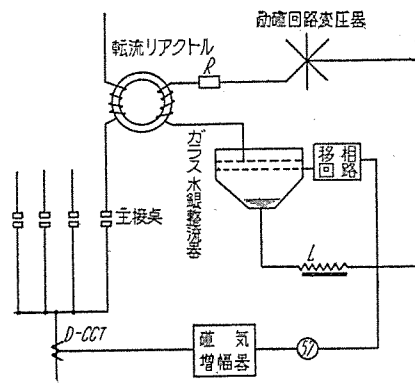 転流リアクトル
励磁回路変圧器
R
ガラス水銀整流器
移相
回路
主接点
L
D-CCT
磁気
増幅器